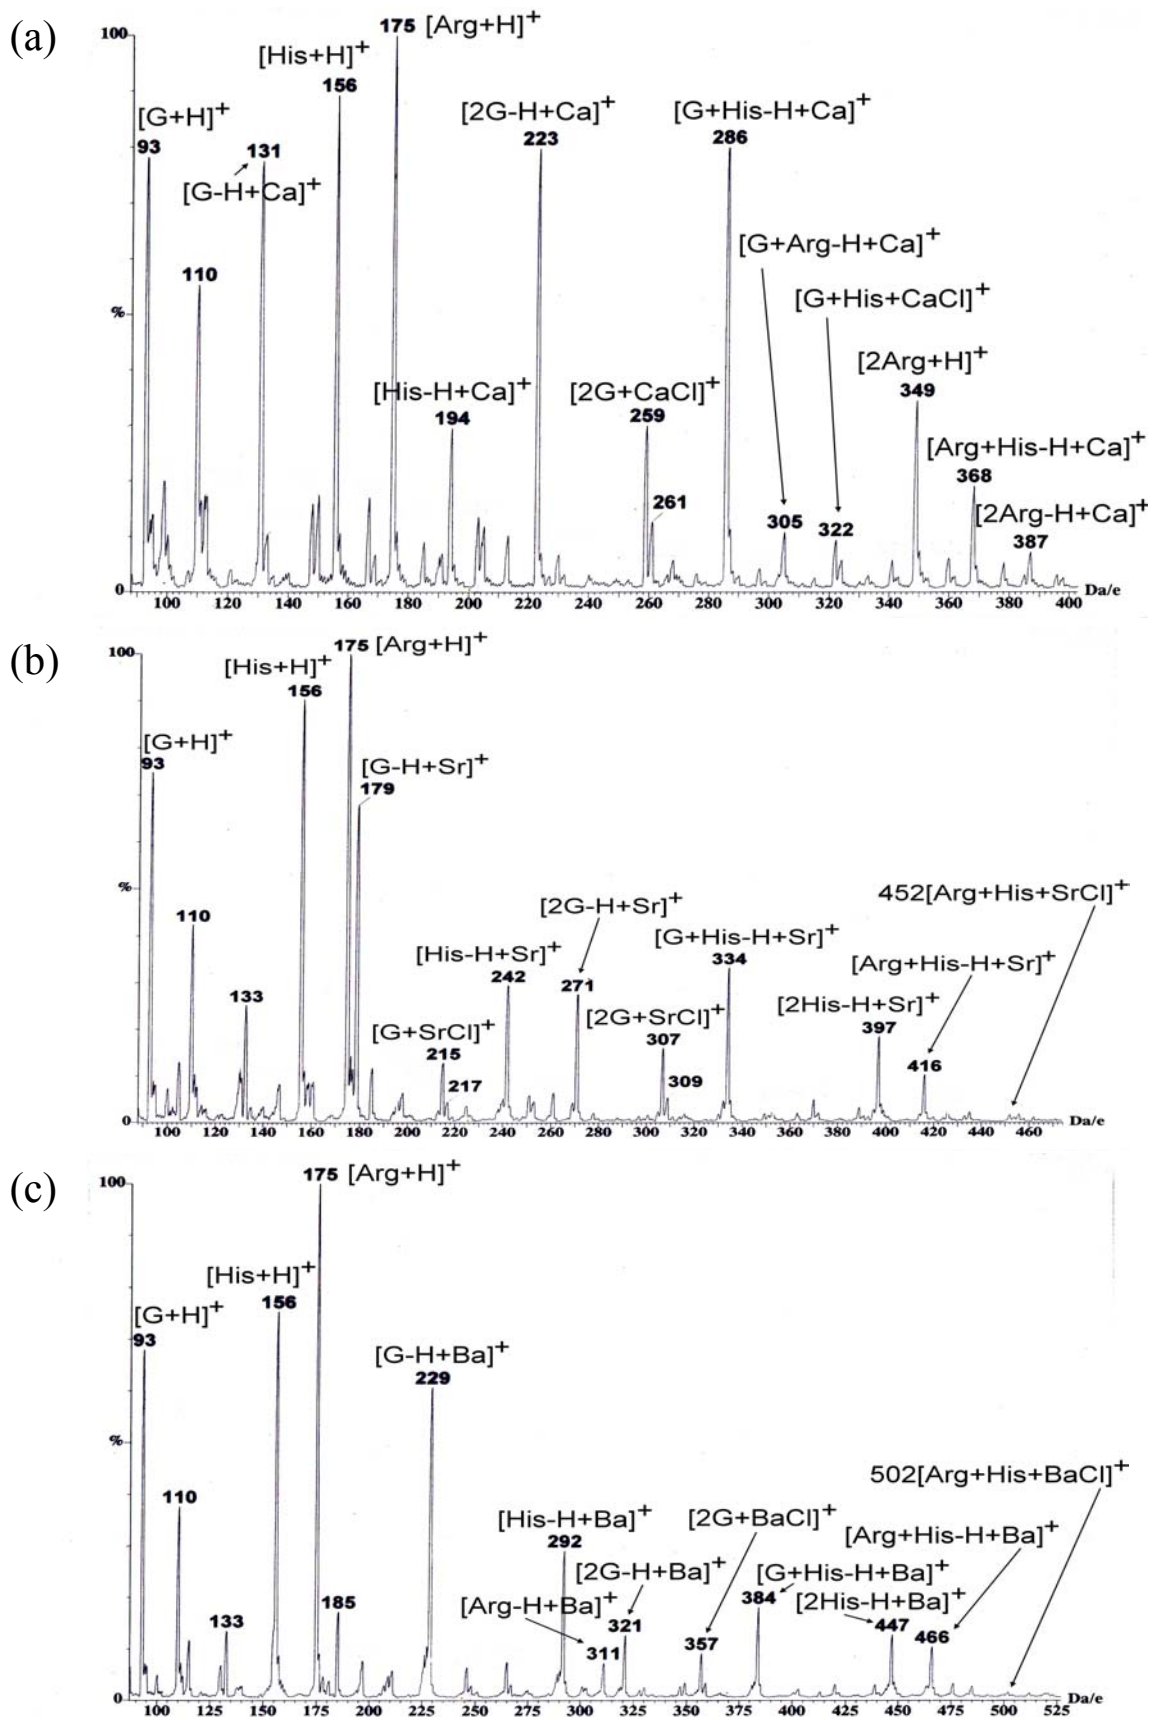 (a)
100
%
0
175 [Arg+H]+
[His+H]+
156
[G+H]+
93
131
[G-H+Ca]+
110
[2G-H+Ca]+
223
[G+His-H+Ca]+
286
[G+Arg-H+Ca]+
[G+His+CaCl]+
[2Arg+H]+
349
[His-H+Ca]+
194
[2G+CaCl]+
259
261
[Arg+His-H+Ca]+
368
[2Arg-H+Ca]+
387
305
322
100 120 140 160 180 200 220 240 260 280 300 320 340 360 380 400 Da/e
(b)
100
%
0
175 [Arg+H]+
[His+H]+
156
[G+H]+
93
[G-H+Sr]+
179
110
133
452[Arg+His+SrCl]+
[2G-H+Sr]+
271
[G+His-H+Sr]+
334
[His-H+Sr]+
242
[Arg+His-H+Sr]+
416
[2His-H+Sr]+
397
[G+SrCl]+
215
217
[2G+SrCl]+
307
309
100 120 140 160 180 200 220 240 260 280 300 320 340 360 380 400 420 440 460 Da/e
(c)
100
%
0
175 [Arg+H]+
[His+H]+
156
[G+H]+
93
[G-H+Ba]+
229
110
133
185
502[Arg+His+BaCl]+
[His-H+Ba]+
292
[2G+BaCl]+
357
[Arg+His-H+Ba]+
466
[2G-H+Ba]+
321
[G+His-H+Ba]+
384
[2His-H+Ba]+
447
[Arg-H+Ba]+
311
100 125 150 175 200 225 250 275 300 325 350 375 400 425 450 475 500 525 Da/e